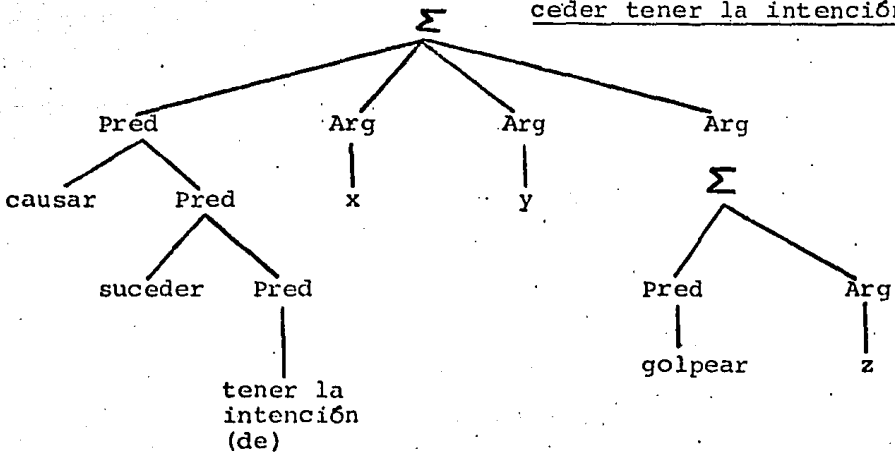 ceder tener la intención
Σ
Pred Arg Arg Arg
causar Pred x y Σ
suceder Pred Pred Arg
golpear z
tener la
intención
(de)